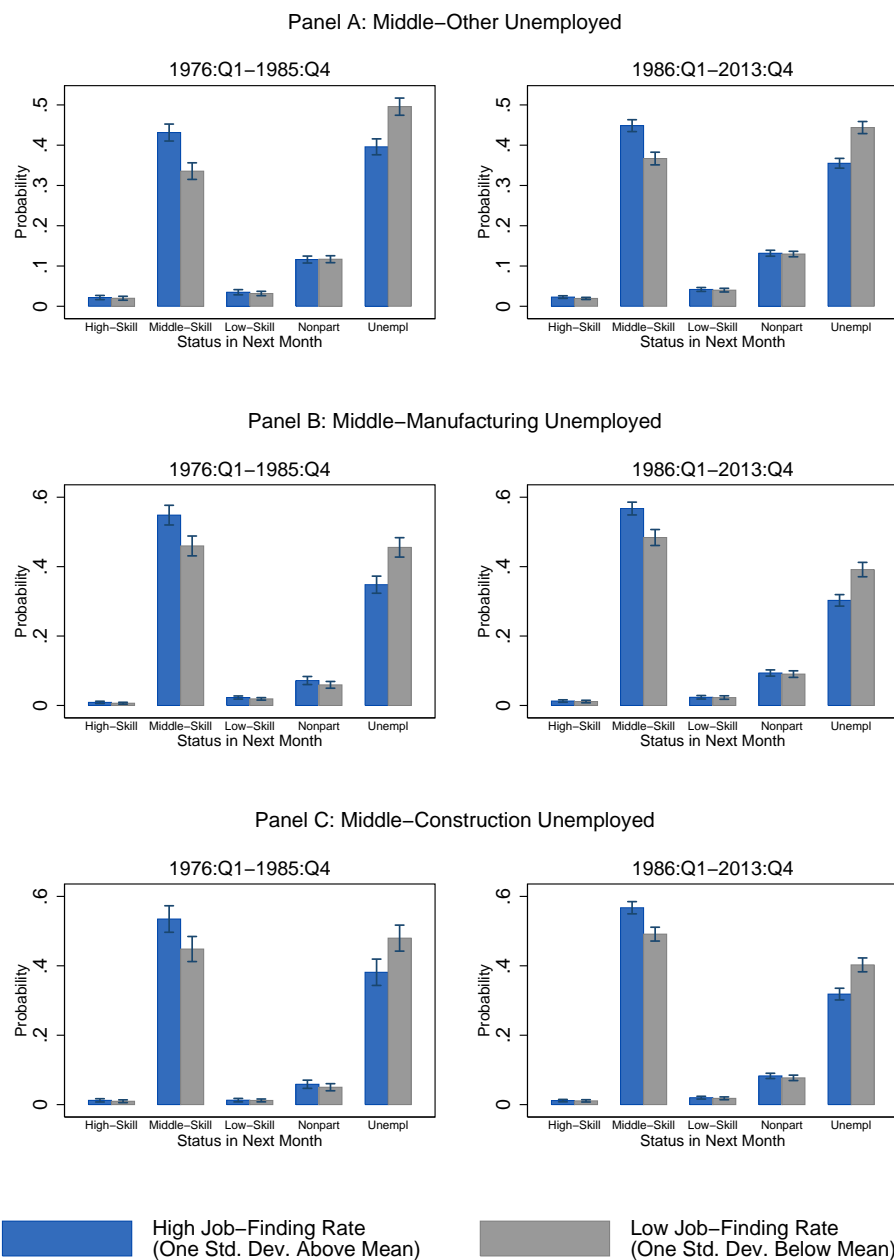 Panel A: Middle−Other Unemployed
1976:Q1−1985:Q4
Probability
0 .1 .2 .3 .4 .5
High−Skill Middle−Skill Low−Skill Nonpart Unempl
Status in Next Month
1986:Q1−2013:Q4
Probability
0 .1 .2 .3 .4 .5
High−Skill Middle−Skill Low−Skill Nonpart Unempl
Status in Next Month
Panel B: Middle−Manufacturing Unemployed
1976:Q1−1985:Q4
Probability
0 .2 .4 .6
High−Skill Middle−Skill Low−Skill Nonpart Unempl
Status in Next Month
1986:Q1−2013:Q4
Probability
0 .2 .4 .6
High−Skill Middle−Skill Low−Skill Nonpart Unempl
Status in Next Month
Panel C: Middle−Construction Unemployed
1976:Q1−1985:Q4
Probability
0 .2 .4 .6
High−Skill Middle−Skill Low−Skill Nonpart Unempl
Status in Next Month
1986:Q1−2013:Q4
Probability
0 .2 .4 .6
High−Skill Middle−Skill Low−Skill Nonpart Unempl
Status in Next Month
High Job−Finding Rate
(One Std. Dev. Above Mean)
Low Job−Finding Rate
(One Std. Dev. Below Mean)